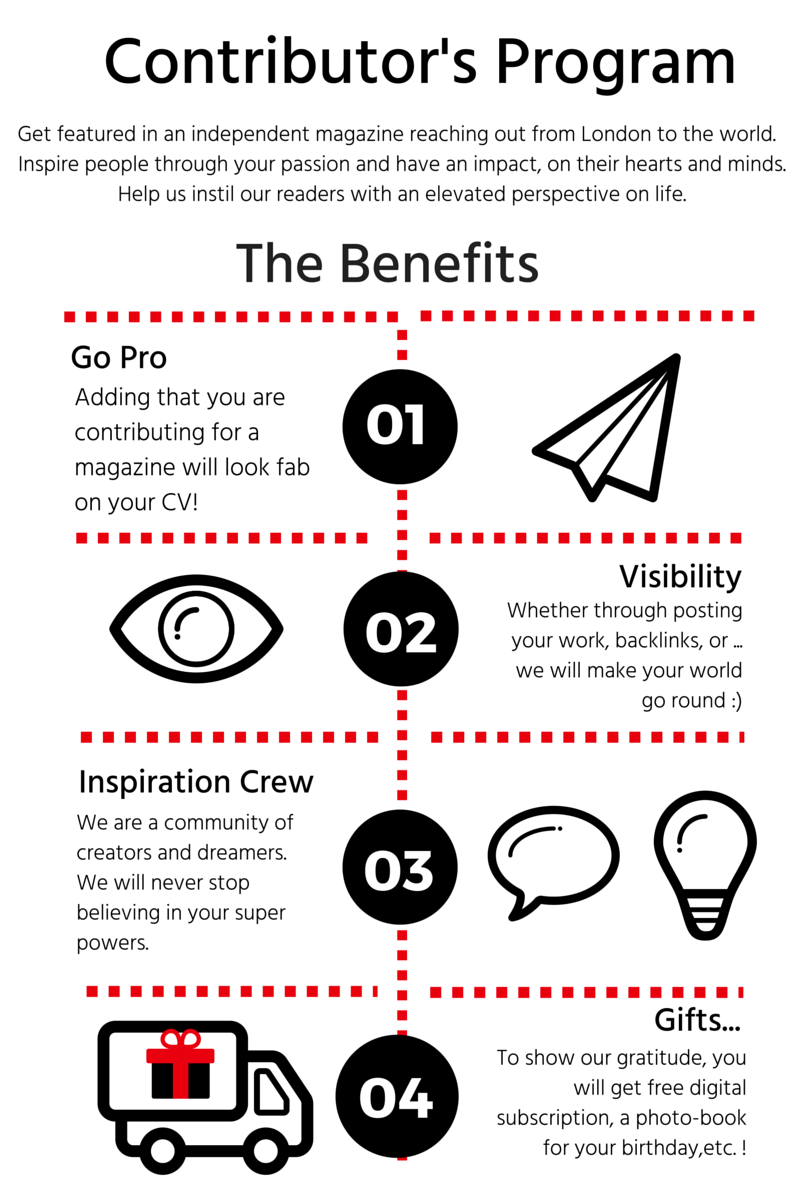 Contributor's Program
Get featured in an independent magazine reaching out from London to the world.
Inspire people through your passion and have an impact, on their hearts and minds.
Help us instil our readers with an elevated perspective on life.
The Benefits
Go Pro
Adding that you are
contributing for a
magazine will look fab
on your CV!
01
02
Visibility
Whether through posting
your work, backlinks, or ...
we will make your world
go round :)
Inspiration Crew
We are a community of
creators and dreamers.
We will never stop
believing in your super
powers.
03
04
Gifts...
To show our gratitude, you
will get free digital
subscription, a photo-book
for your birthday,etc. !